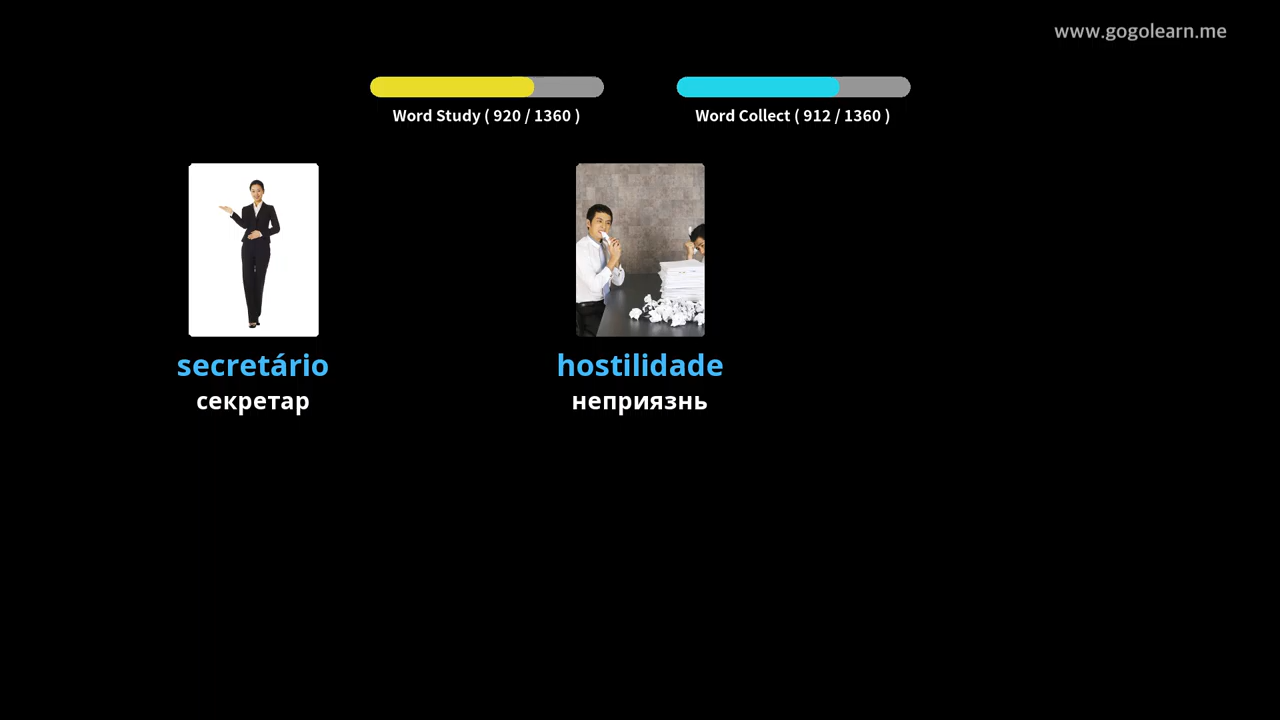 www.gogolearn.me
Word Study ( 920 / 1360 )
Word Collect ( 912 / 1360 )
secretário
секретар
hostilidade
неприязнь